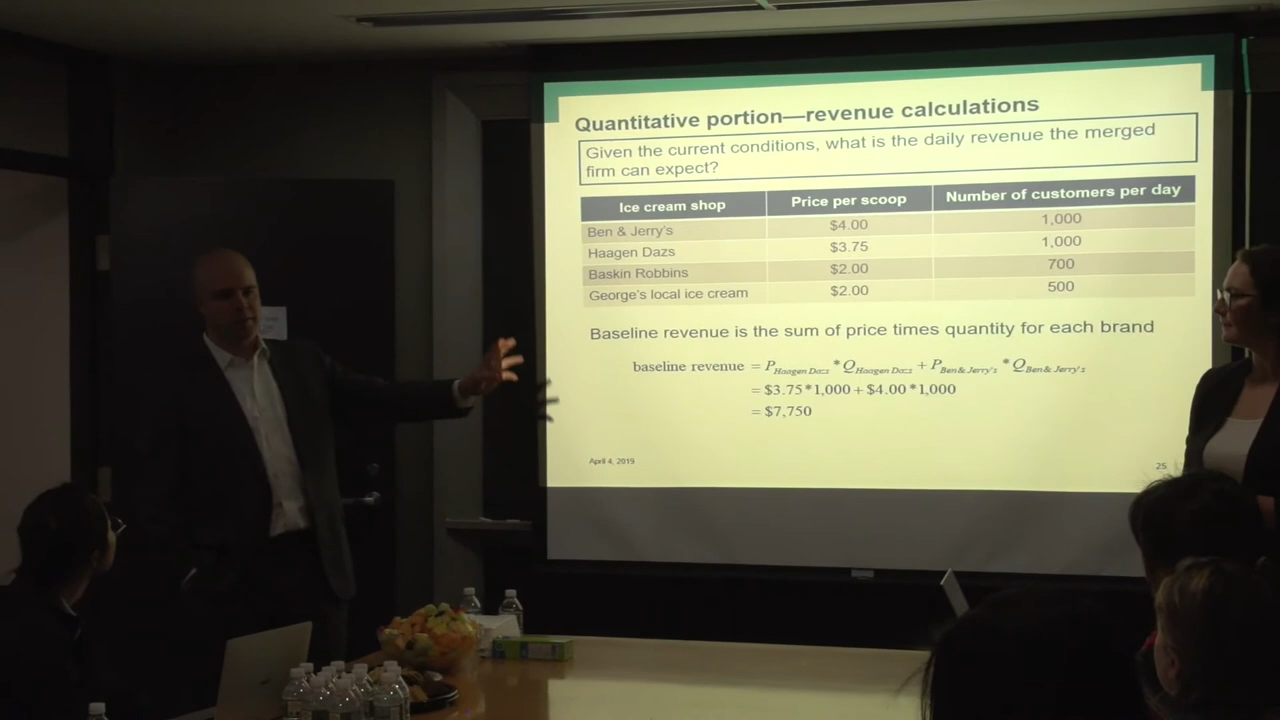 Quantitative portion—revenue calculations
Given the current conditions, what is the daily revenue the merged
firm can expect?
Ice cream shop Price per scoop Number of customers per day
Ben & Jerry's $4.00 1,000
Haagen Dazs $3.75 1,000
Baskin Robbins $2.00 700
George's local ice cream $2.00 500
Baseline revenue is the sum of price times quantity for each brand
baseline revenue = P Haagen Dazs * Q Haagen Dazs + P Ben & Jerry's * Q Ben & Jerry's
= $3.75*1,000 + $4.00*1,000
= $7,750
April 4, 2019
25